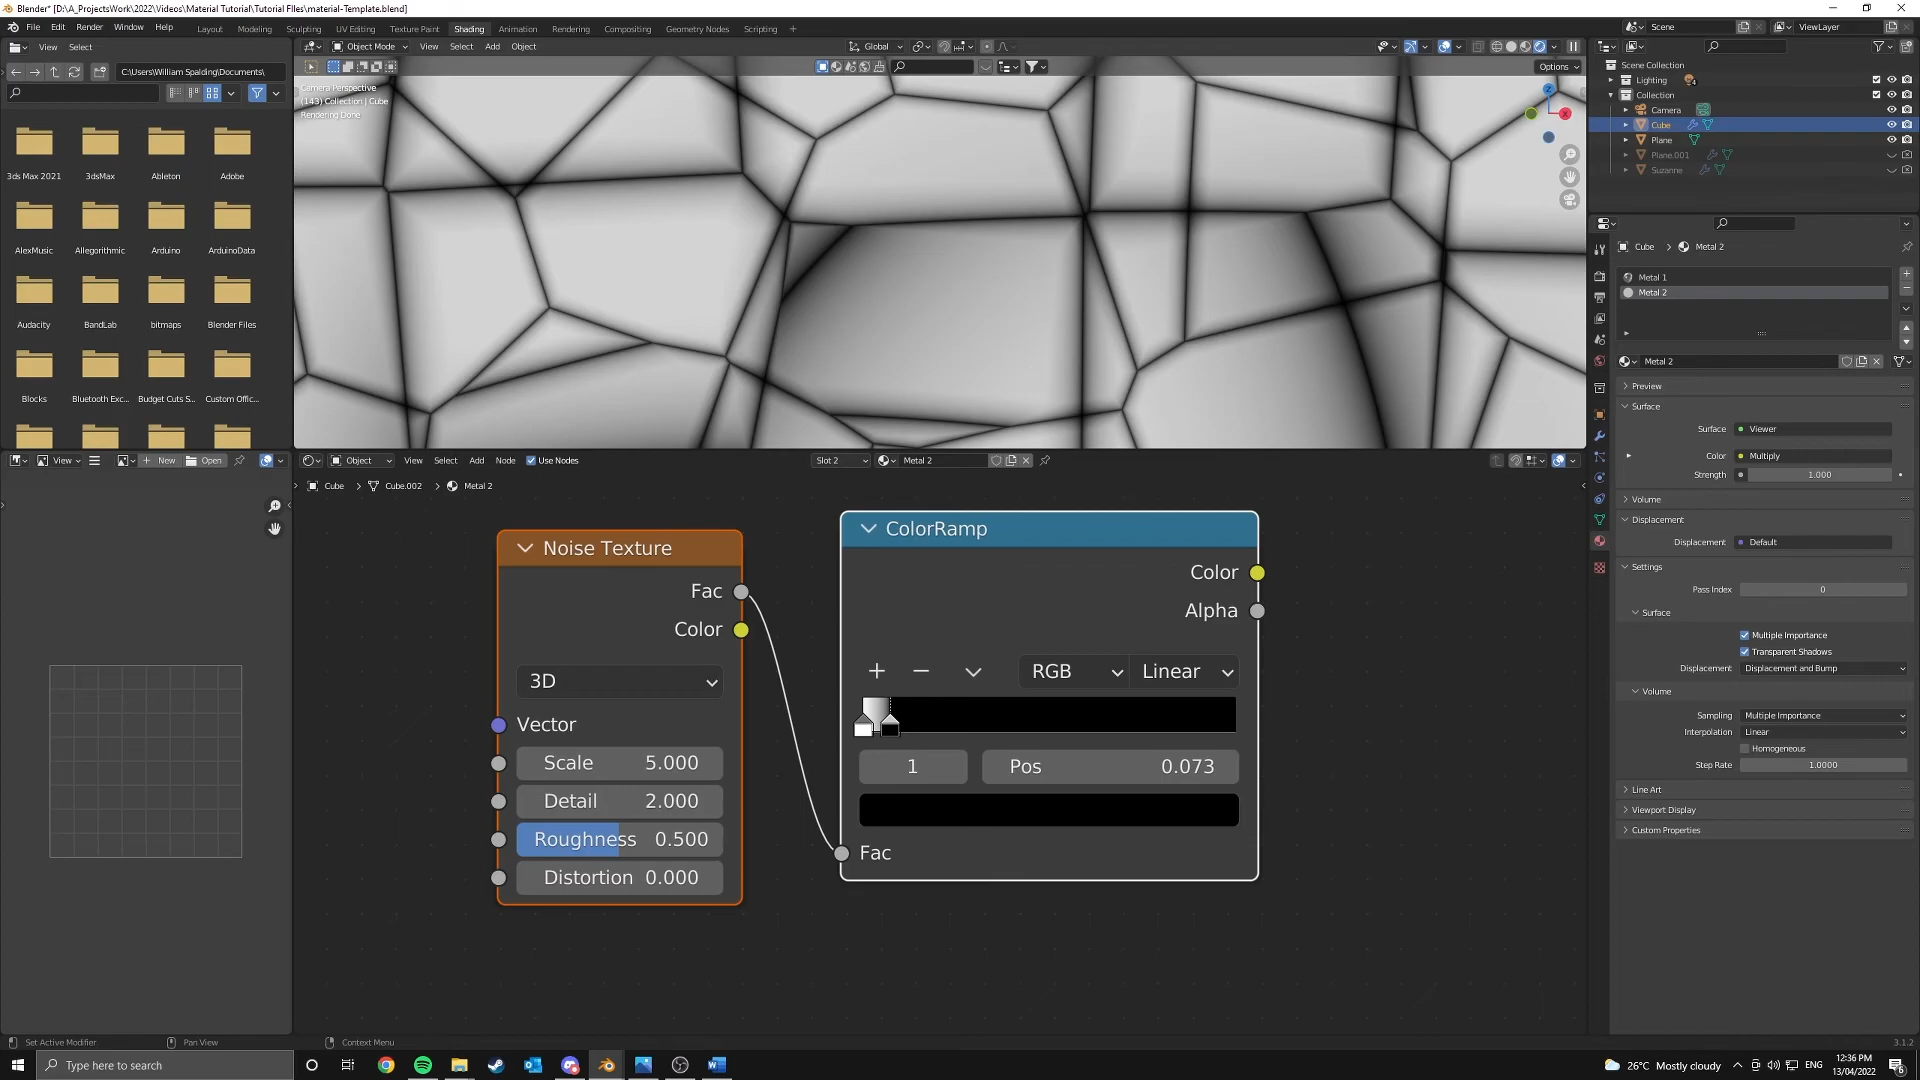 Blender* [D:\A_ProjectsWork\2022\Videos\Material Tutorial\Tutorial Files\material-Template.blend]
File Edit Render Window Help Layout Modeling Sculpting UV Editing Texture Paint Shading Animation Rendering Compositing Geometry Nodes Scripting + Scene ViewLayer
View Select Object Mode View Select Add Object Global
C:\Users\William Spalding\Documents\ Options
Camera Perspective
(143) Collection | Cube
Rendering Done
Z
X
Scene Collection
Lighting
Collection
Camera
Cube
Plane
Plane.001
Suzanne
3ds Max 2021 3dsMax Ableton Adobe
AlexMusic Allegorithmic Arduino ArduinoData
Audacity BandLab bitmaps Blender Files
Blocks Bluetooth Exc... Budget Cuts S... Custom Offic...
Cube > Metal 2
Metal 1
Metal 2
Metal 2
Preview
Surface
Surface Viewer
Color Multiply
Strength 1.000
Volume
Displacement
Displacement Default
Settings
Pass Index 0
Surface
Multiple Importance
Transparent Shadows
Displacement Displacement and Bump
Volume
Sampling Multiple Importance
Interpolation Linear
Homogeneous
Step Rate 1.0000
Line Art
Viewport Display
Custom Properties
View + New Open Object View Select Add Node Use Nodes Slot 2 Metal 2
Cube > Cube.002 > Metal 2
Noise Texture
Fac
Color
3D
Vector
Scale 5.000
Detail 2.000
Roughness 0.500
Distortion 0.000
ColorRamp
Color
Alpha
+ − RGB Linear
1 Pos 0.073
Fac
Set Active Modifier Pan View Context Menu 3.1.2
Type here to search 26°C Mostly cloudy ENG 12:36 PM
13/04/2022
6